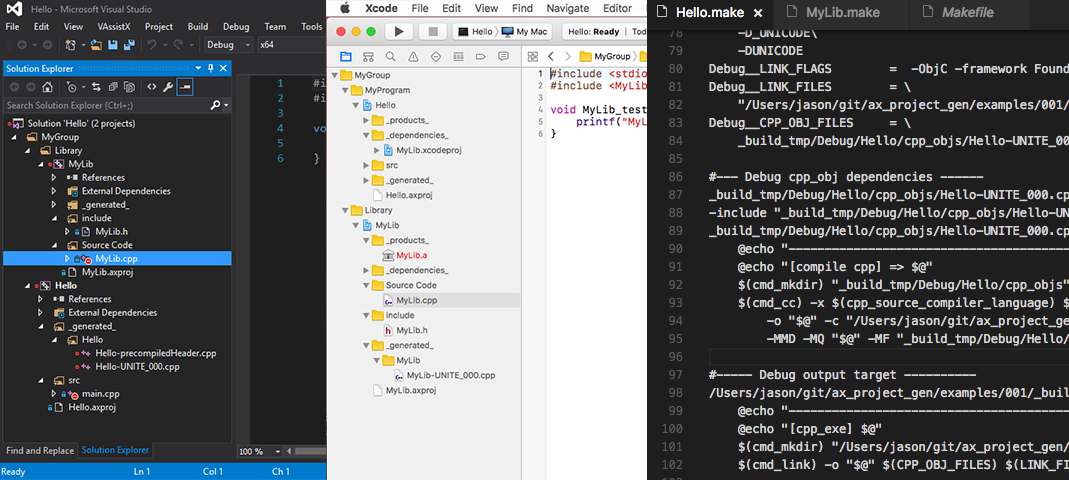 Hello - Microsoft Visual Studio
File Edit View VAssistX Project Build Debug Team Tools
Debug x64
Solution Explorer
Search Solution Explorer (Ctrl+;)
Solution 'Hello' (2 projects)
MyGroup
Library
MyLib
References
External Dependencies
_generated_
include
MyLib.h
Source Code
MyLib.cpp
MyLib.axproj
Hello
References
External Dependencies
_generated_
Hello
Hello-precompiledHeader.cpp
Hello-UNITE_000.cpp
src
main.cpp
Hello.axproj
Find and Replace Solution Explorer
1 #i
2 #i
3
4 vo
5
6 }
100 %
Ready Ln 1 Col 1 Ch 1
Xcode File Edit View Find Navigate Editor
Hello My Mac Hello: Ready Tod
MyGroup
MyProgram
Hello
_products_
_dependencies_
MyLib.xcodeproj
src
_generated_
Hello.axproj
Library
MyLib
_products_
MyLib.a
_dependencies_
Source Code
MyLib.cpp
include
MyLib.h
_generated_
MyLib
MyLib-UNITE_000.cpp
MyLib.axproj
MyGroup
1 #include <stdio
2 #include <MyLib
3
4 void MyLib_test
5 printf("MyL
6 }
Hello.make MyLib.make Makefile
78 -D_UNICODE\
79 -DUNICODE
80 Debug__LINK_FLAGS = -ObjC -framework Found
81 Debug__LINK_FILES = \
82 "/Users/jason/git/ax_project_gen/examples/001/
83 Debug__CPP_OBJ_FILES = \
84 _build_tmp/Debug/Hello/cpp_objs/Hello-UNITE_00
85
86 #--- Debug cpp_obj dependencies ------
87 _build_tmp/Debug/Hello/cpp_objs/Hello-UNITE_000.cp
88 -include "_build_tmp/Debug/Hello/cpp_objs/Hello-UN
89 _build_tmp/Debug/Hello/cpp_objs/Hello-UNITE_000.cp
90 @echo "-----------------------------------
91 @echo "[compile cpp] => $@"
92 $(cmd_mkdir) "_build_tmp/Debug/Hello/cpp_objs"
93 $(cmd_cc) -x $(cpp_source_compiler_language) $
94 -o "$@" -c "/Users/jason/git/ax_project_ge
95 -MMD -MQ "$@" -MF "_build_tmp/Debug/Hello/
96
97 #----- Debug output target ----------
98 /Users/jason/git/ax_project_gen/examples/001/_buil
99 @echo "-----------------------------------
100 @echo "[cpp_exe] $@"
101 $(cmd_mkdir) "/Users/jason/git/ax_project_gen/
102 $(cmd_link) -o "$@" $(CPP_OBJ_FILES) $(LINK_FI